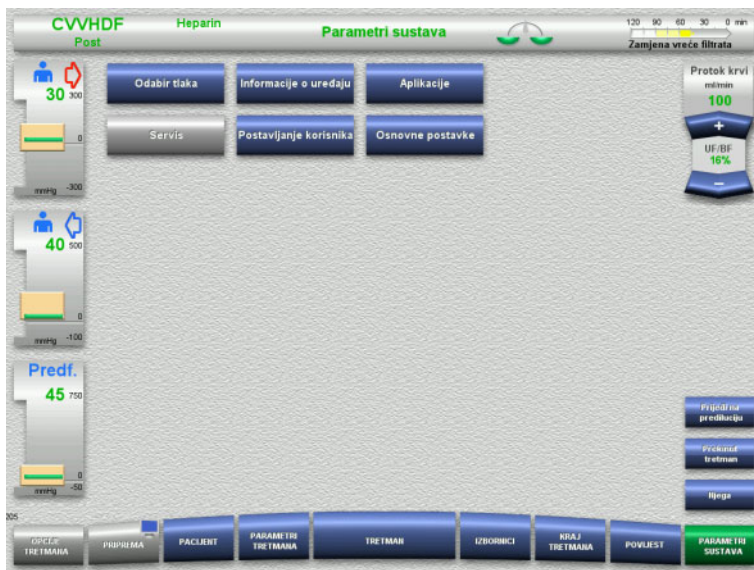 CVVHDF
Heparin
Post
Parametri sustava
120 90 60 30 0 min
Zamjena vreće filtrata
30 300
0
mmHg -300
40 500
0
mmHg -100
Predf.
45 750
0
mmHg -50
205
Odabir tlaka
Informacije o uređaju
Aplikacije
Servis
Postavljanje korisnika
Osnovne postavke
Protok krvi
ml/min
100
+
UF/BF
16%
−
Prijeđi na
prediluciju
Prekinut
tretman
Njega
OPCIJE
TRETMANA
PRIPREMA
PACIJENT
PARAMETRI
TRETMANA
TRETMAN
IZBORNICI
KRAJ
TRETMANA
POVIJEST
PARAMETRI
SUSTAVA